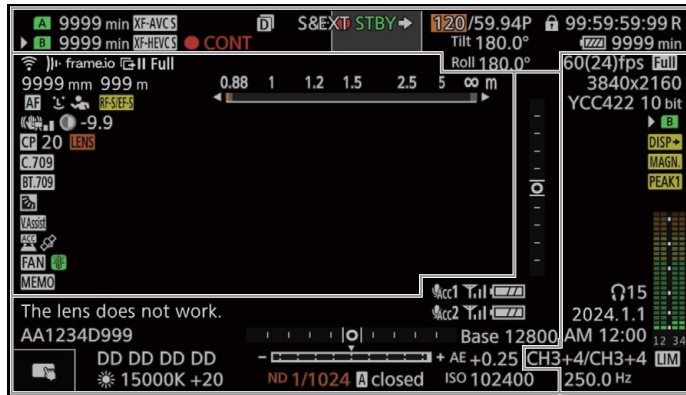 A 9999 min XF-AVC S D S&EXT STBY 120/59.94P 99:59:59:99 R
B 9999 min XF-HEVC S CONT Tilt 180.0° 9999 min
frame.io II Full Roll 180.0° 60(24)fps Full
9999 mm 999 m 0.88 1 1.2 1.5 2.5 5 ∞ m 3840x2160
AF RF-S/EF-S YCC422 10 bit
-9.9 B
CP 20 LENS DISP
C.709 MAGN.
BT.709 PEAK1
V.Assist
ACC
FAN
MEMO Acc1 15
The lens does not work. Acc2 2024.1.1
AA1234D999 Base 12800 AM 12:00 12 34
DD DD DD DD - + AE +0.25 CH3+4/CH3+4 LIM
15000K +20 ND 1/1024 A closed ISO 102400 250.0 Hz